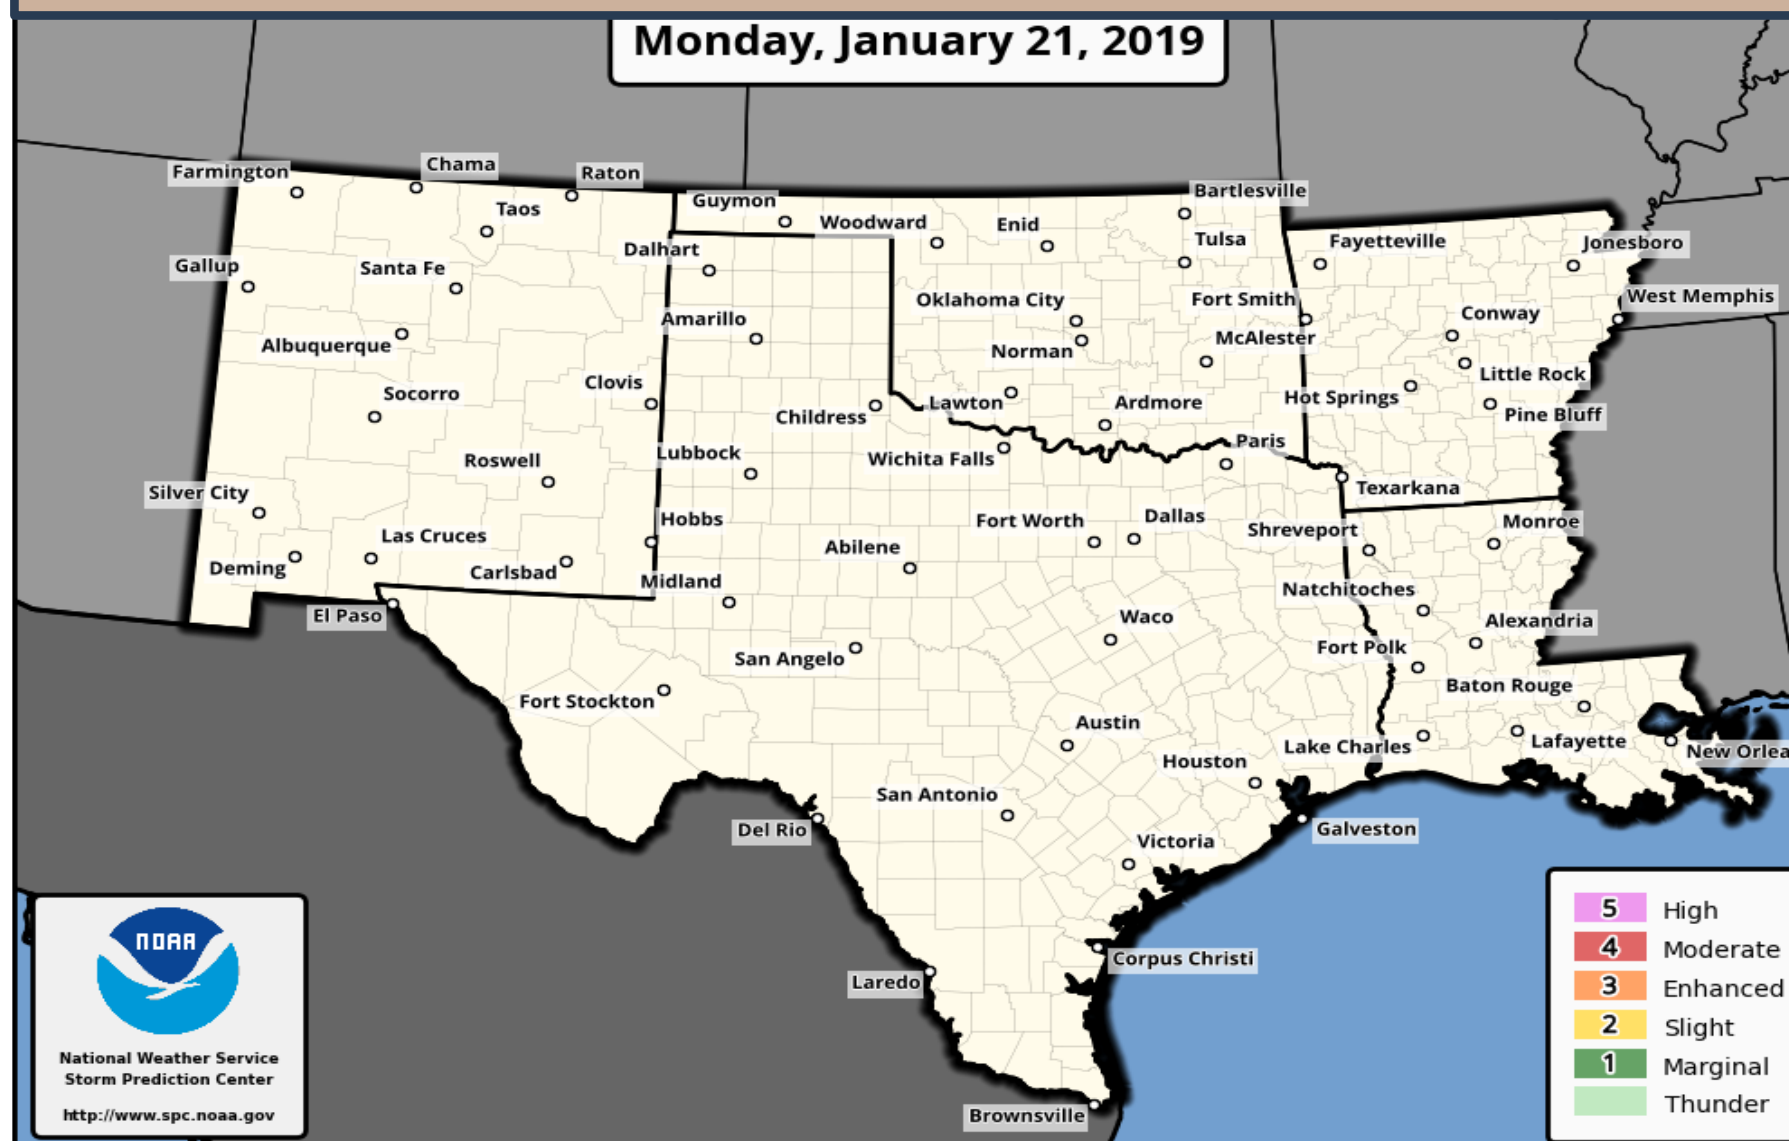 Monday, January 21, 2019
Farmington
Chama
Raton
Taos
Guymon
Woodward
Enid
Bartlesville
Tulsa
Fayetteville
Jonesboro
Gallup
Santa Fe
Dalhart
Oklahoma City
Fort Smith
Conway
West Memphis
Albuquerque
Amarillo
Norman
McAlester
Little Rock
Socorro
Clovis
Childress
Lawton
Ardmore
Hot Springs
Pine Bluff
Roswell
Lubbock
Wichita Falls
Paris
Texarkana
Silver City
Las Cruces
Hobbs
Abilene
Fort Worth
Dallas
Shreveport
Monroe
Deming
Carlsbad
Midland
Natchitoches
El Paso
San Angelo
Waco
Alexandria
Fort Polk
Fort Stockton
Austin
Baton Rouge
Houston
Lake Charles
Lafayette
New Orlea
San Antonio
Del Rio
Victoria
Galveston
Corpus Christi
Laredo
Brownsville
NOAA
National Weather Service
Storm Prediction Center
http://www.spc.noaa.gov
5 High
4 Moderate
3 Enhanced
2 Slight
1 Marginal
Thunder